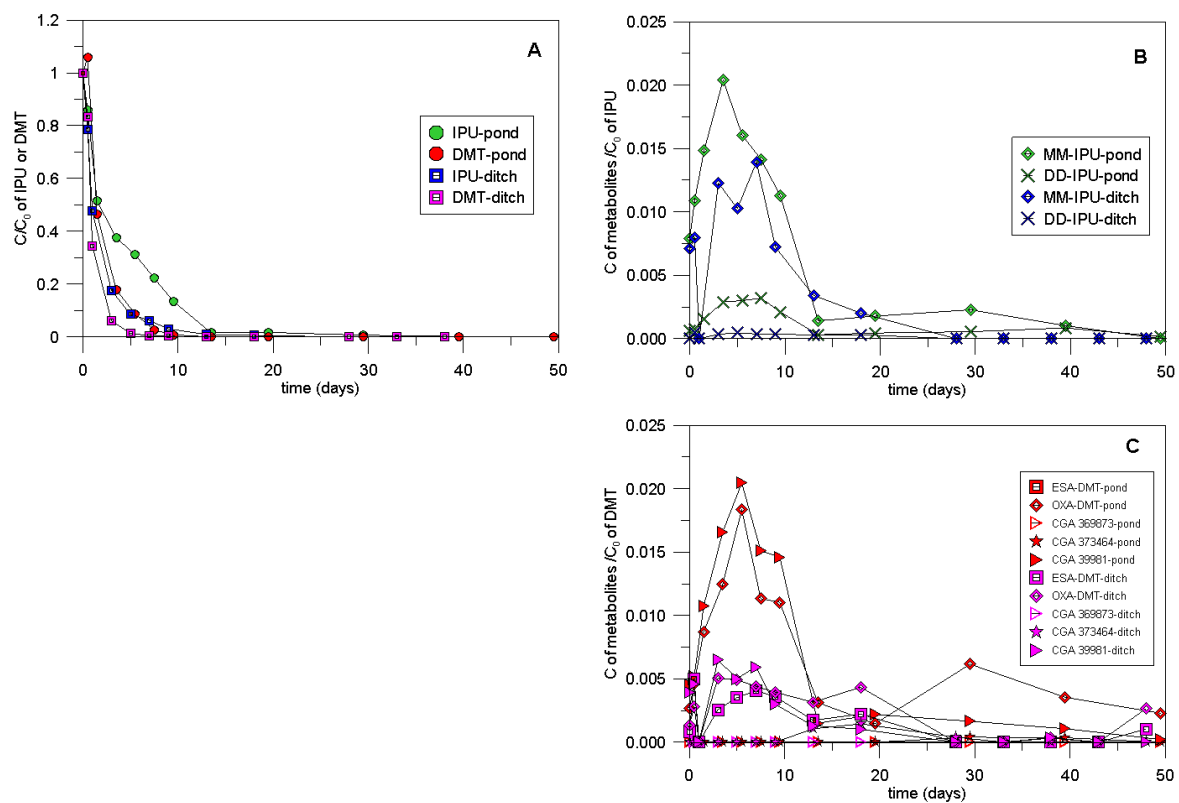 A
C/C0 of IPU or DMT
1.2
1
0.8
0.6
0.4
0.2
0
0 10 20 30 40 50
time (days)
IPU-pond
DMT-pond
IPU-ditch
DMT-ditch
B
C of metabolites /C0 of IPU
0.025
0.020
0.015
0.010
0.005
0.000
0 10 20 30 40 50
time (days)
MM-IPU-pond
DD-IPU-pond
MM-IPU-ditch
DD-IPU-ditch
C
C of metabolites /C0 of DMT
0.025
0.020
0.015
0.010
0.005
0.000
0 10 20 30 40 50
time (days)
ESA-DMT-pond
OXA-DMT-pond
CGA 369873-pond
CGA 373464-pond
CGA 39981-pond
ESA-DMT-ditch
OXA-DMT-ditch
CGA 369873-ditch
CGA 373464-ditch
CGA 39981-ditch